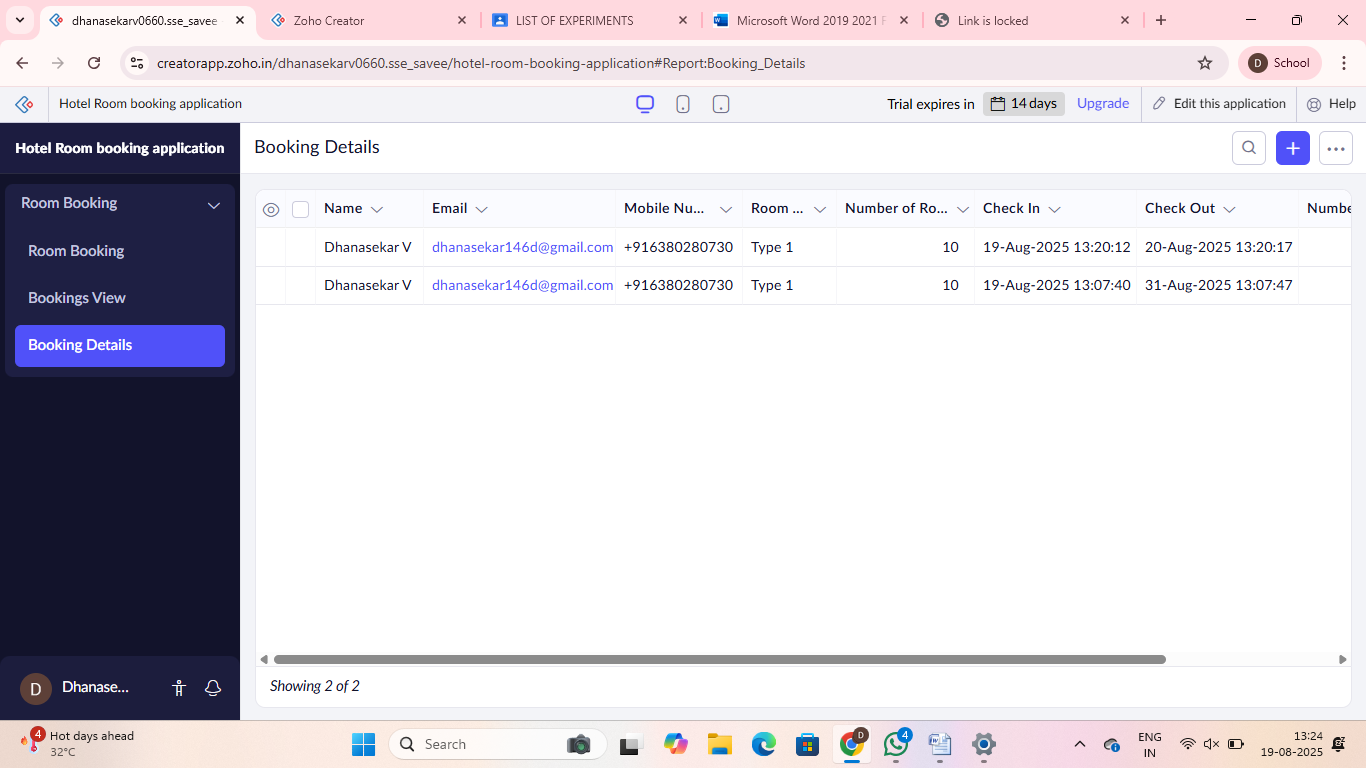 dhanasekarv0660.sse_savee
Zoho Creator
LIST OF EXPERIMENTS
Microsoft Word 2019 2021
Link is locked
creatorapp.zoho.in/dhanasekarv0660.sse_savee/hotel-room-booking-application#Report:Booking_Details
D School
Hotel Room booking application
Trial expires in 14 days Upgrade Edit this application Help
Hotel Room booking application
Booking Details
Room Booking
Room Booking
Bookings View
Booking Details
Name Email Mobile Nu... Room ... Number of Ro... Check In Check Out Numbe
Dhanasekar V dhanasekar146d@gmail.com +916380280730 Type 1 10 19-Aug-2025 13:20:12 20-Aug-2025 13:20:17
Dhanasekar V dhanasekar146d@gmail.com +916380280730 Type 1 10 19-Aug-2025 13:07:40 31-Aug-2025 13:07:47
Showing 2 of 2
D Dhanase...
4 Hot days ahead
32°C
Search
D
4
ENG
IN
13:24
19-08-2025